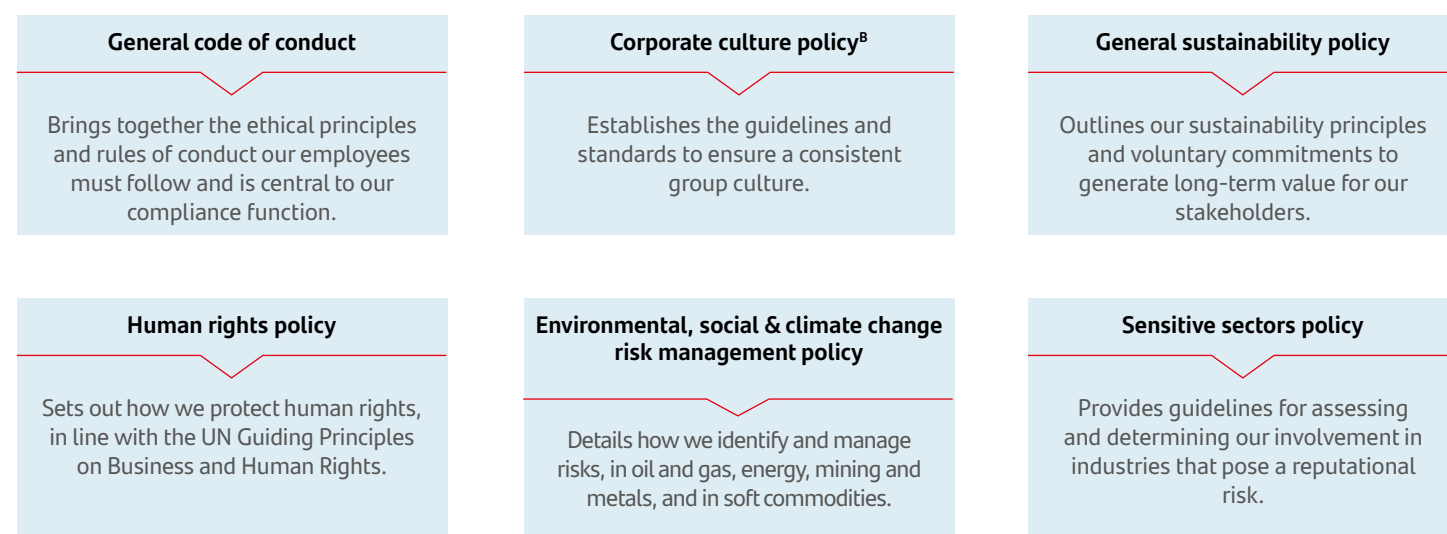 General code of conduct
Brings together the ethical principles
and rules of conduct our employees
must follow and is central to our
compliance function.
Corporate culture policyᴮ
Establishes the guidelines and
standards to ensure a consistent
group culture.
General sustainability policy
Outlines our sustainability principles
and voluntary commitments to
generate long-term value for our
stakeholders.
Human rights policy
Sets out how we protect human rights,
in line with the UN Guiding Principles
on Business and Human Rights.
Environmental, social & climate change
risk management policy
Details how we identify and manage
risks, in oil and gas, energy, mining and
metals, and in soft commodities.
Sensitive sectors policy
Provides guidelines for assessing
and determining our involvement in
industries that pose a reputational
risk.